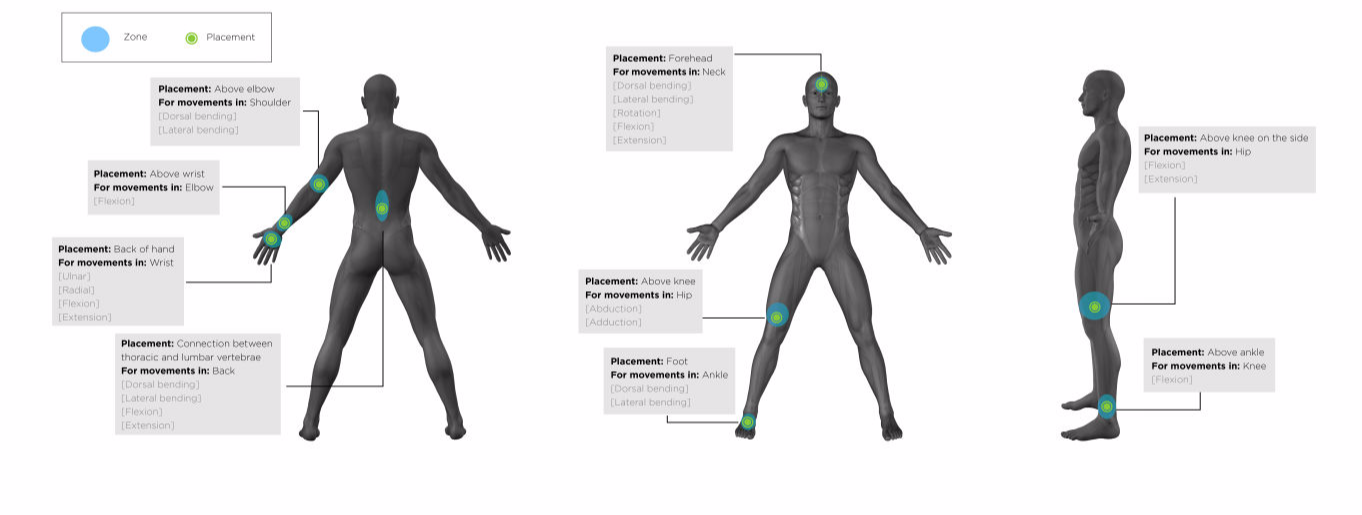 Zone
Placement
Placement: Above elbow
For movements in: Shoulder
[Dorsal bending]
[Lateral bending]
Placement: Above wrist
For movements in: Elbow
[Flexion]
Placement: Back of hand
For movements in: Wrist
[Ulnar]
[Radial]
[Flexion]
[Extension]
Placement: Connection between
thoracic and lumbar vertebrae
For movements in: Back
[Dorsal bending]
[Lateral bending]
[Flexion]
[Extension]
Placement: Forehead
For movements in: Neck
[Dorsal bending]
[Lateral bending]
[Rotation]
[Flexion]
[Extension]
Placement: Above knee
For movements in: Hip
[Abduction]
[Adduction]
Placement: Foot
For movements in: Ankle
[Dorsal bending]
[Lateral bending]
Placement: Above knee on the side
For movements in: Hip
[Flexion]
[Extension]
Placement: Above ankle
For movements in: Knee
[Flexion]